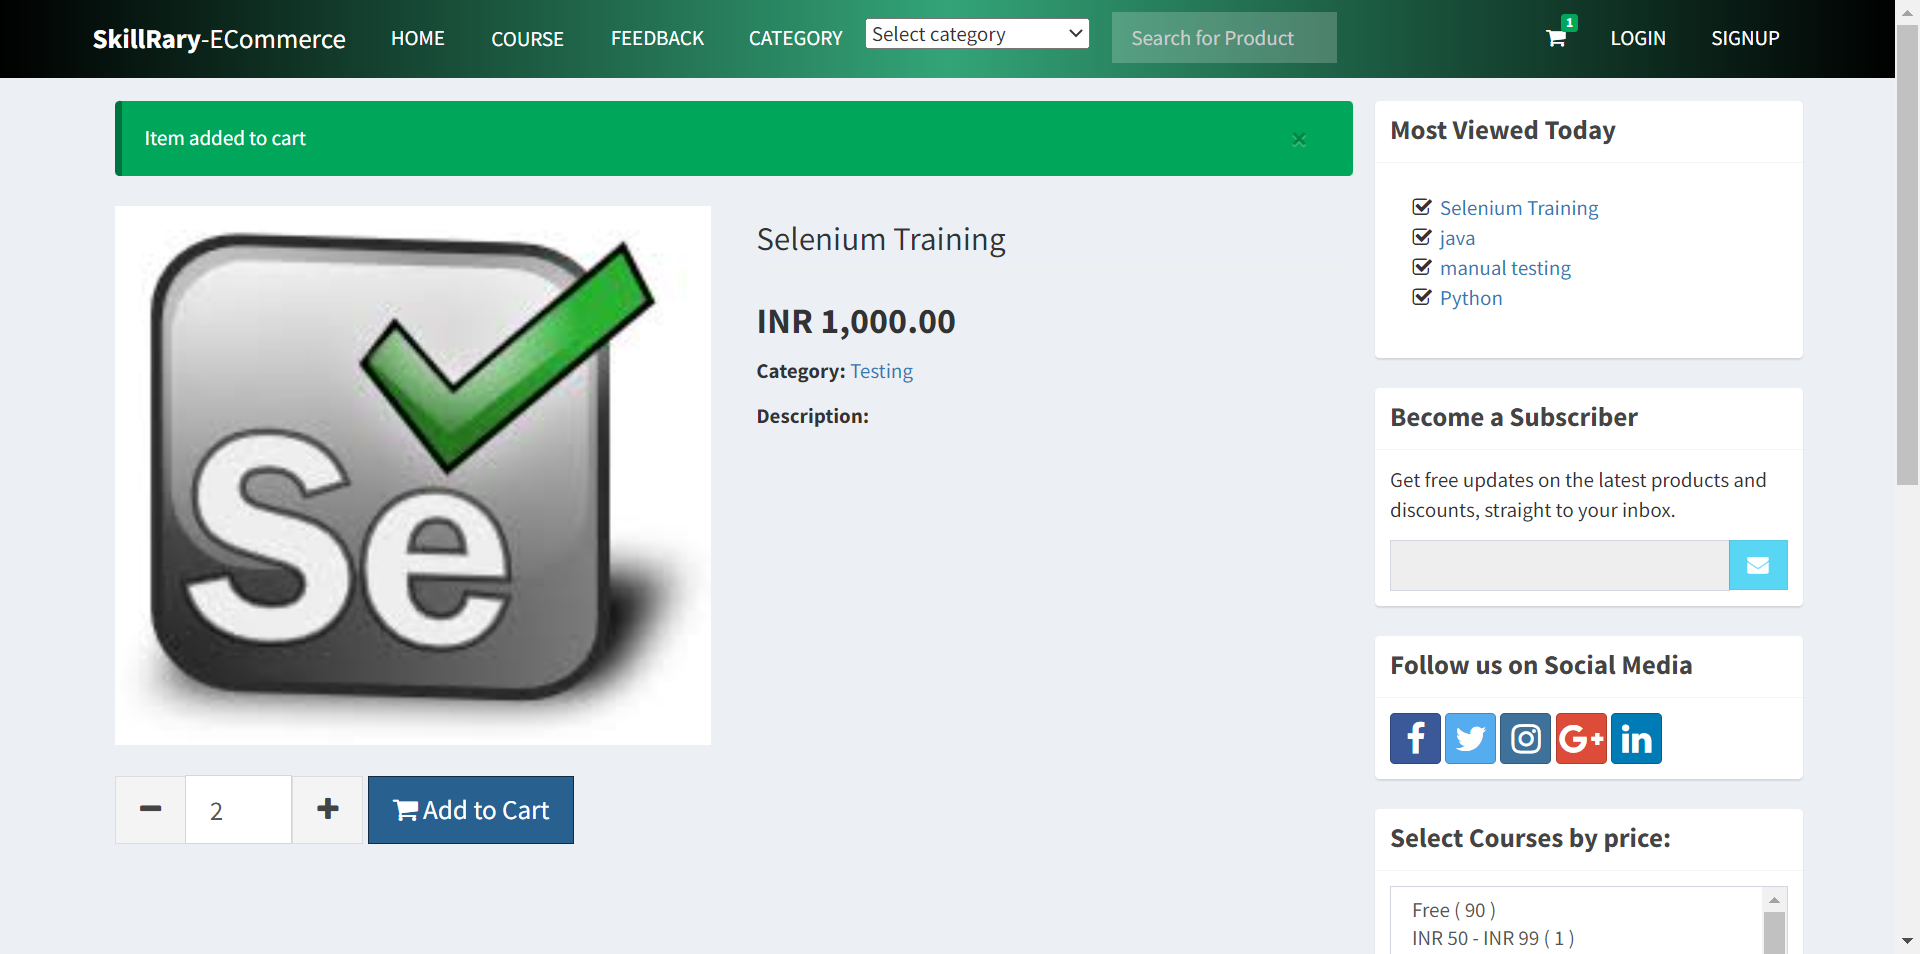 SkillRary-ECommerce
HOME
COURSE
FEEDBACK
CATEGORY
Select category
Search for Product
1
LOGIN
SIGNUP
Item added to cart
×
Se
Selenium Training
INR 1,000.00
Category: Testing
Description:
2
Add to Cart
Most Viewed Today
Selenium Training
java
manual testing
Python
Become a Subscriber
Get free updates on the latest products and
discounts, straight to your inbox.
Follow us on Social Media
f
G+
in
Select Courses by price:
Free ( 90 )
INR 50 - INR 99 ( 1 )